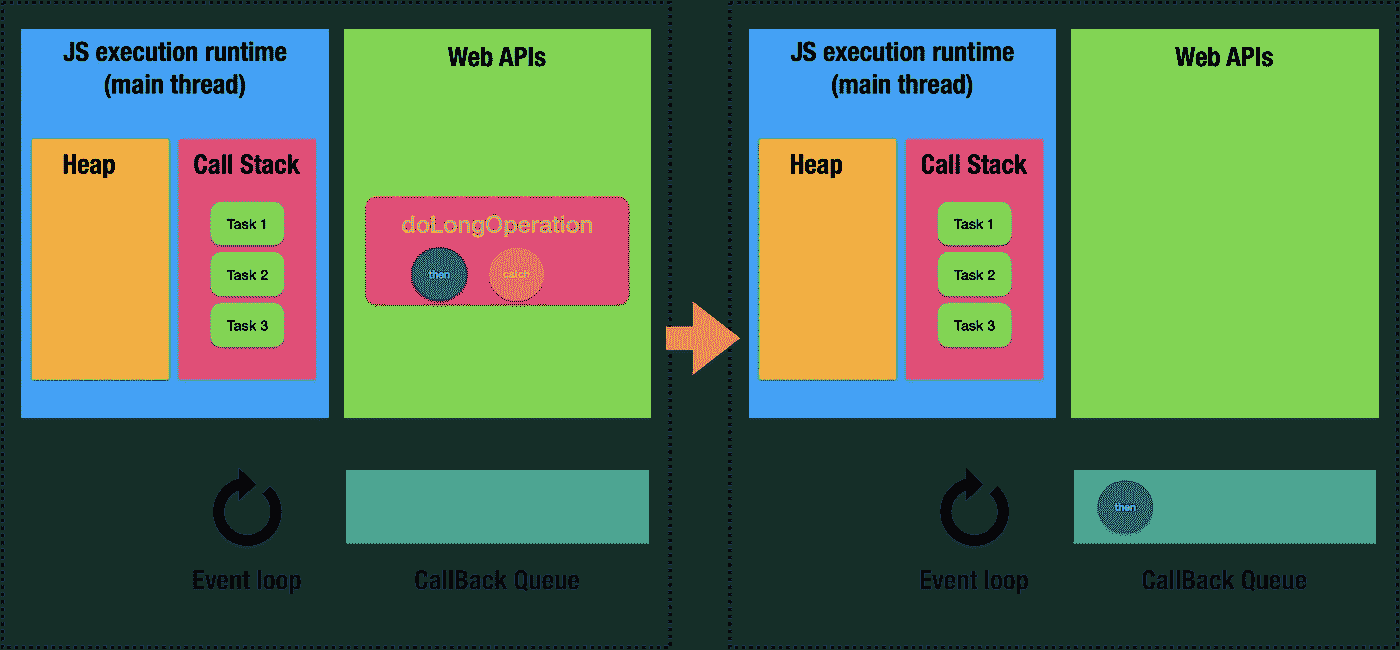 JS execution runtime
(main thread)
Heap
Call Stack
Task 1
Task 2
Task 3
Web APIs
doLongOperation
then
catch
Event loop
CallBack Queue
JS execution runtime
(main thread)
Heap
Call Stack
Task 1
Task 2
Task 3
Web APIs
then
Event loop
CallBack Queue